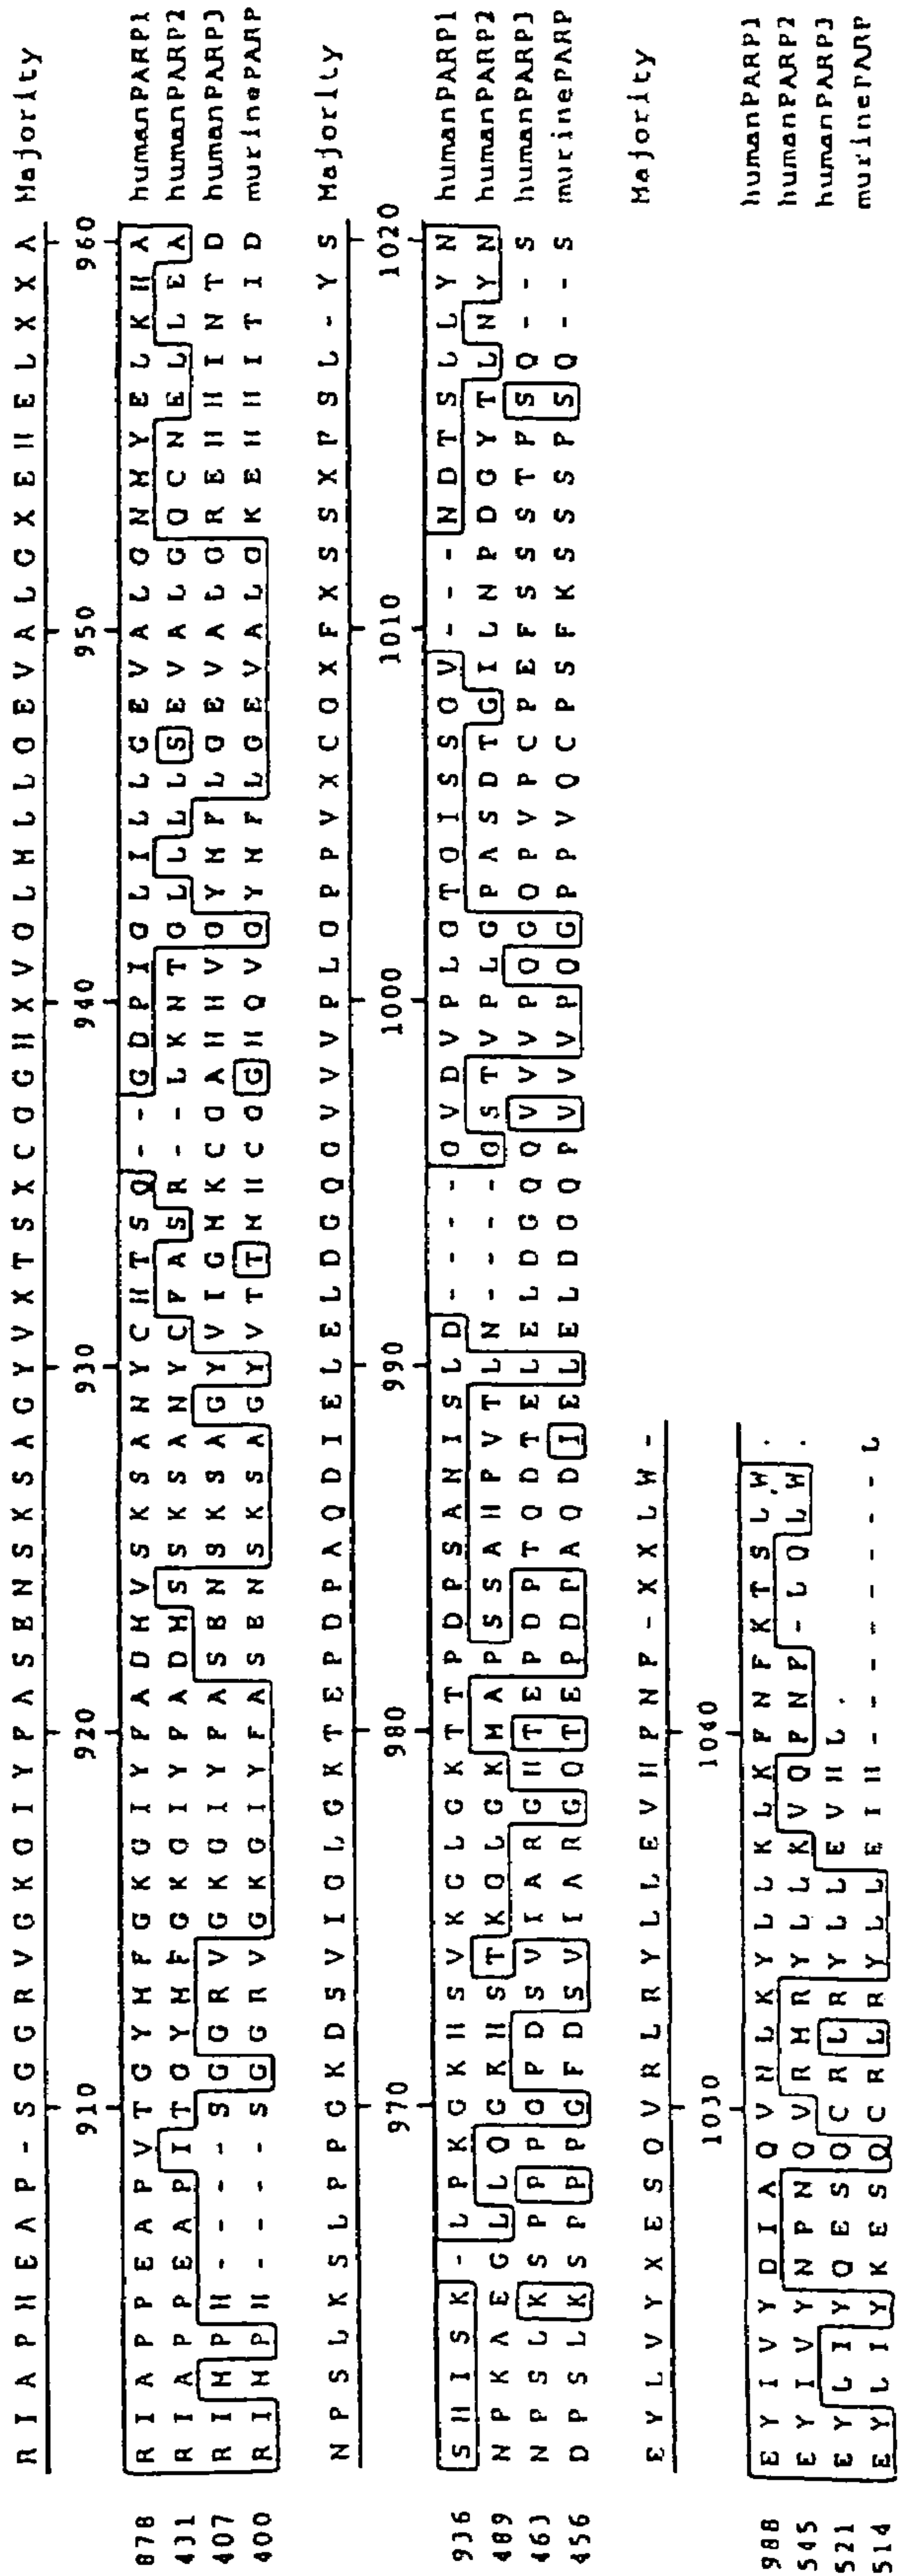 R I A P H E A P - S G G R V G K G I Y F A S E N S K S A G Y V X T S X C G G H X V G L M L L G E V A L G X E H E L X X A Majority
910 920 930 940 950 960
878 R I A P P E A P V T G Y M F G K G I Y F A D M V S K S A N Y C H T S Q - - G D P I G L I L L G E V A L G N M Y E L K H A humanPARP1
431 R I A P P E A P I T G Y M F G K G I Y F A D M S S K S A N Y C F A S R - - L K N T G L L L L S E V A L G Q C N E L L E A humanPARP2
407 R I M P H - - - - S G G R V G K G I Y F A S E N S K S A G Y V I G M K C G A H H V G Y M F L G E V A L G R E H H I N T D humanPARP3
400 R I M P H - - - - S G G R V G K G I Y F A S E N S K S A G Y V T T M H C G G H Q V G Y M F L G E V A L G K E H H I T I D murinePARP
N P S L K S L P P G K D S V I G L G K T E P D P A Q D I E L E L D G Q G V V V P L G P P V X C G X F X S S X P S L - Y S Majority
970 980 990 1000 1010 1020
936 S H I S K - L P K G K H S V K G L G K T T P D P S A N I S L D - - - - G V D V P L G T G I S S G V - - - N D T S L L Y N humanPARP1
489 N P K A E G L L Q G K H S T K G L G K M A P S S A H P V T L N - - - - G S T V P L G P A S D T G I L N P D G Y T L N Y N humanPARP2
463 N P S L K S P P P G P D S V I A R G H T E P D P T Q D T E L E L D G Q Q V V V P Q G Q P V P C P E F S S S T P S Q - - S humanPARP3
456 D P S L K S P P P G F D S V I A R G Q T E P D P A Q D I E L E L D G Q P V V V P Q G P P V Q C P S F K S S S P S Q - - S murinePARP
E Y L V Y X E S Q V R L R Y L L E V H P N F - X X L W - Majority
1030 1040
988 E Y I V Y D I A Q V N L K Y L L K L K F N F K T S L W . humanPARP1
545 E Y I V Y N P N Q V R M R Y L L K V Q F N F - L Q L W . humanPARP2
521 E Y L I Y Q E S Q C R L R Y L L E V H L . humanPARP3
514 E Y L I Y K E S Q C R L R Y L L E I H - - - - - - - - L murinePARP